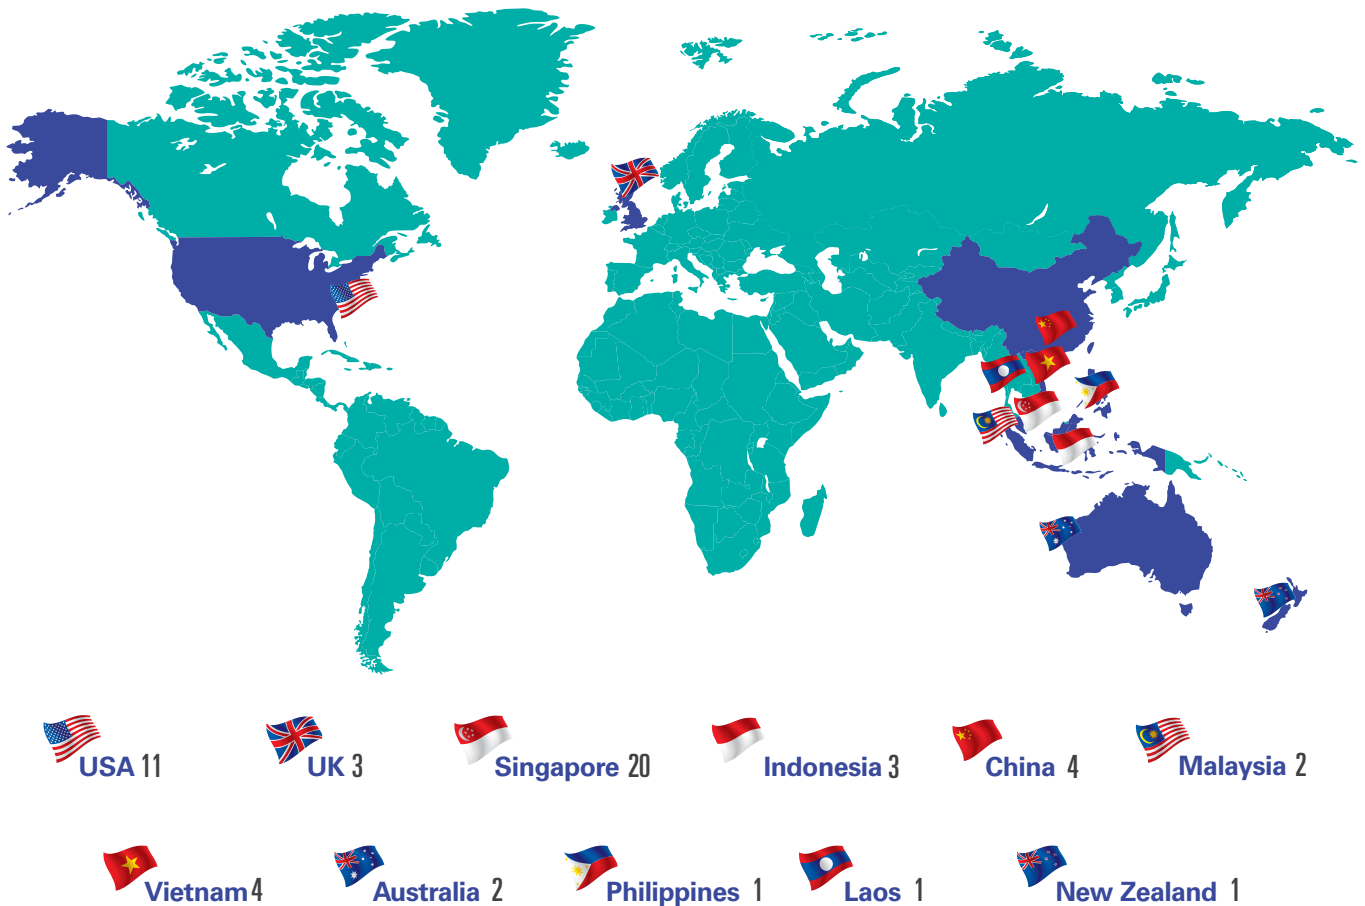 USA 11
UK 3
Singapore 20
Indonesia 3
China 4
Malaysia 2
Vietnam 4
Australia 2
Philippines 1
Laos 1
New Zealand 1